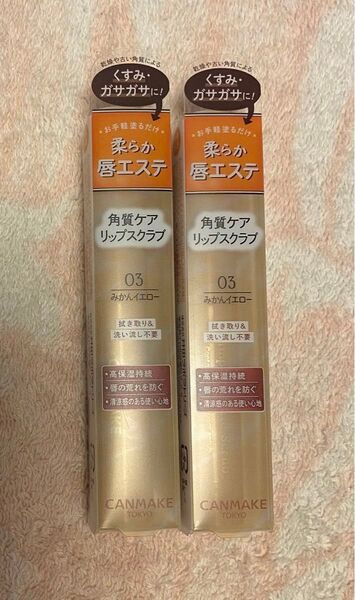 乾燥や古い角質による
くすみ・
ガサガサに!
お手軽塗るだけ
柔らか
唇エステ
角質ケア
リップスクラブ
03
みかんイエロー
拭き取り&
洗い流し不要
・高保湿持続
・唇の荒れを防ぐ
・清涼感のある使い心地
CANMAKE
TOKYO
乾燥や古い角質による
くすみ・
ガサガサに!
お手軽塗るだけ
柔らか
唇エステ
角質ケア
リップスクラブ
03
みかんイエロー
拭き取り&
洗い流し不要
・高保湿持続
・唇の荒れを防ぐ
・清涼感のある使い心地
CANMAKE
TOKYO